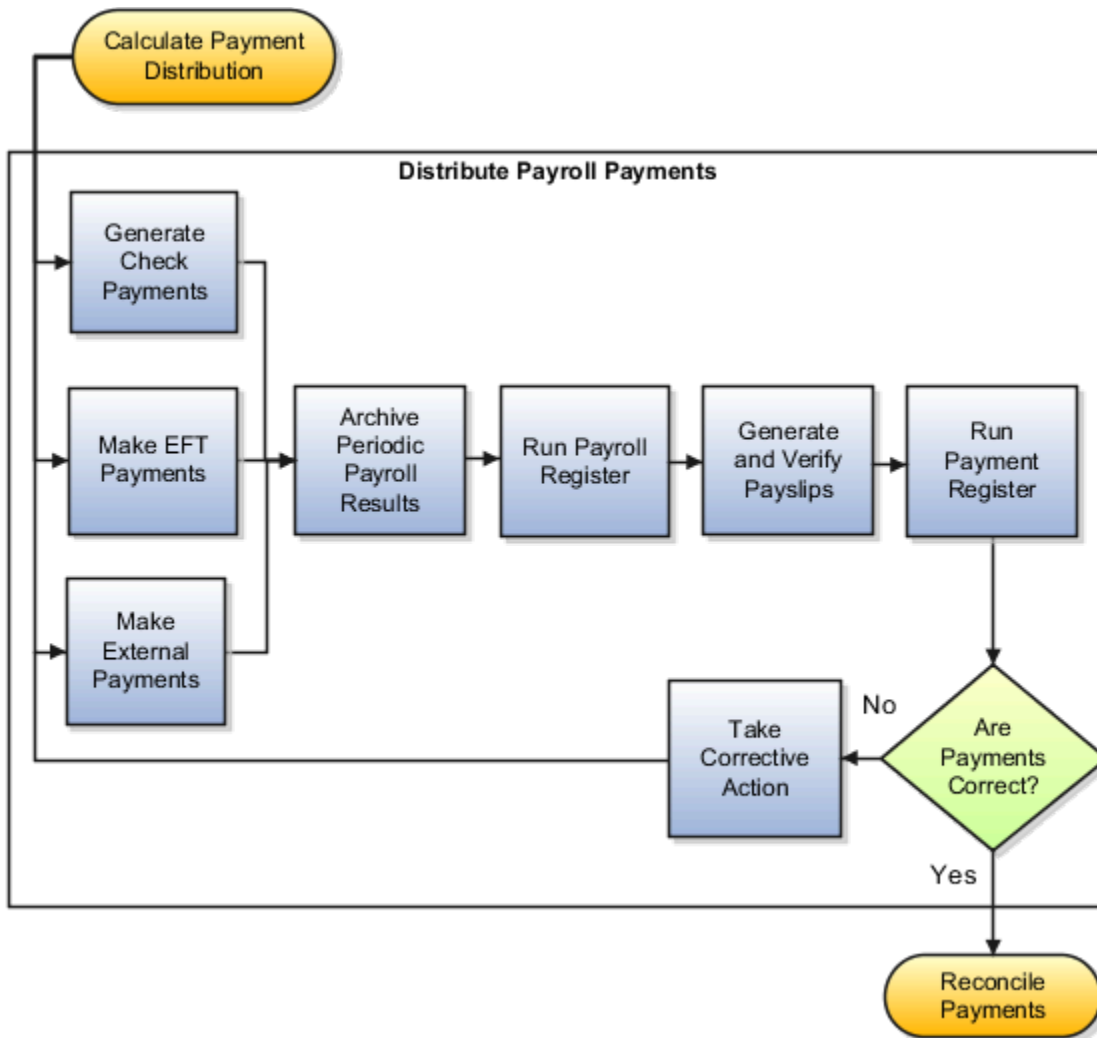 Calculate Payment
Distribution
Distribute Payroll Payments
Generate
Check
Payments
Make EFT
Payments
Make
External
Payments
Archive
Periodic
Payroll
Results
Run Payroll
Register
Generate
and Verify
Payslips
Run
Payment
Register
Are
Payments
Correct?
No
Take
Corrective
Action
Yes
Reconcile
Payments